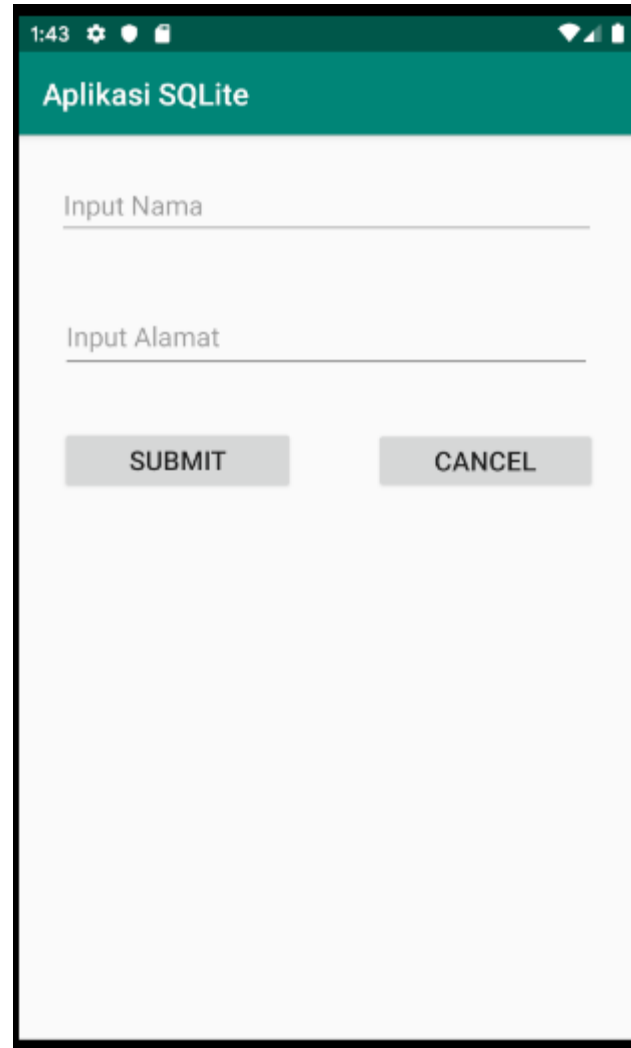 1:43
Aplikasi SQLite
Input Nama
Input Alamat
SUBMIT CANCEL